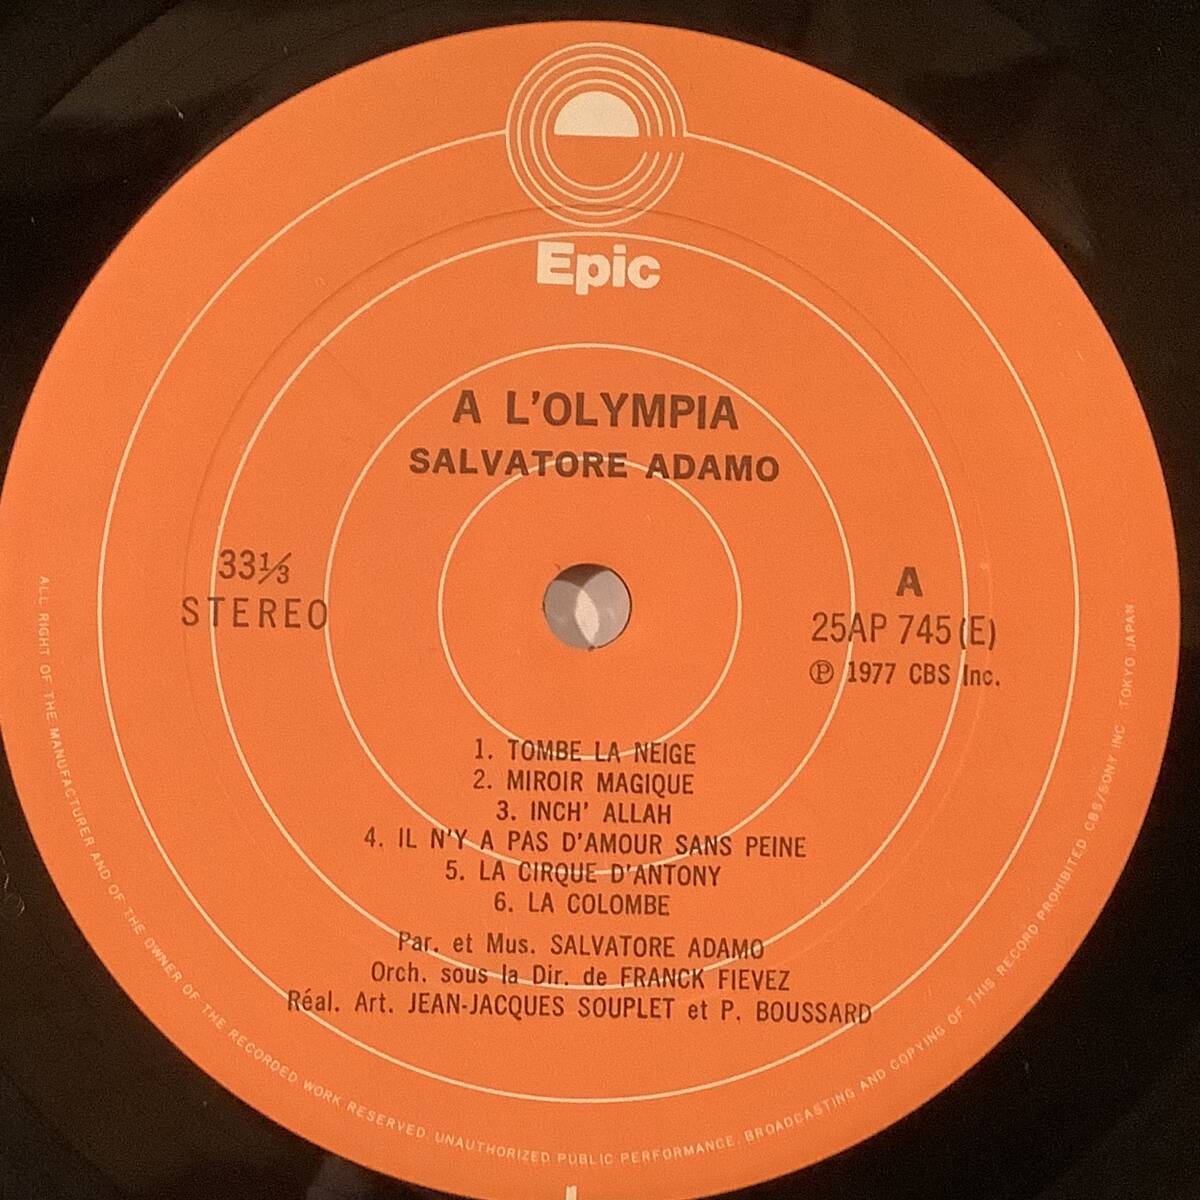 Epic
A L'OLYMPIA
SALVATORE ADAMO
33⅓
STEREO
A
25AP 745(E)
Ⓟ 1977 CBS Inc.
1. TOMBE LA NEIGE
2. MIROIR MAGIQUE
3. INCH' ALLAH
4. IL N'Y A PAS D'AMOUR SANS PEINE
5. LA CIRQUE D'ANTONY
6. LA COLOMBE
Par. et Mus. SALVATORE ADAMO
Orch. sous la Dir. de FRANCK FIEVEZ
Réal. Art. JEAN-JACQUES SOUPLET et P. BOUSSARD
ALL RIGHT OF THE MANUFACTURER AND OF THE OWNER OF THE RECORDED WORK RESERVED. UNAUTHORIZED PUBLIC PERFORMANCE, BROADCASTING AND COPYING OF THIS RECORD PROHIBITED CBS/SONY INC TOKYO JAPAN